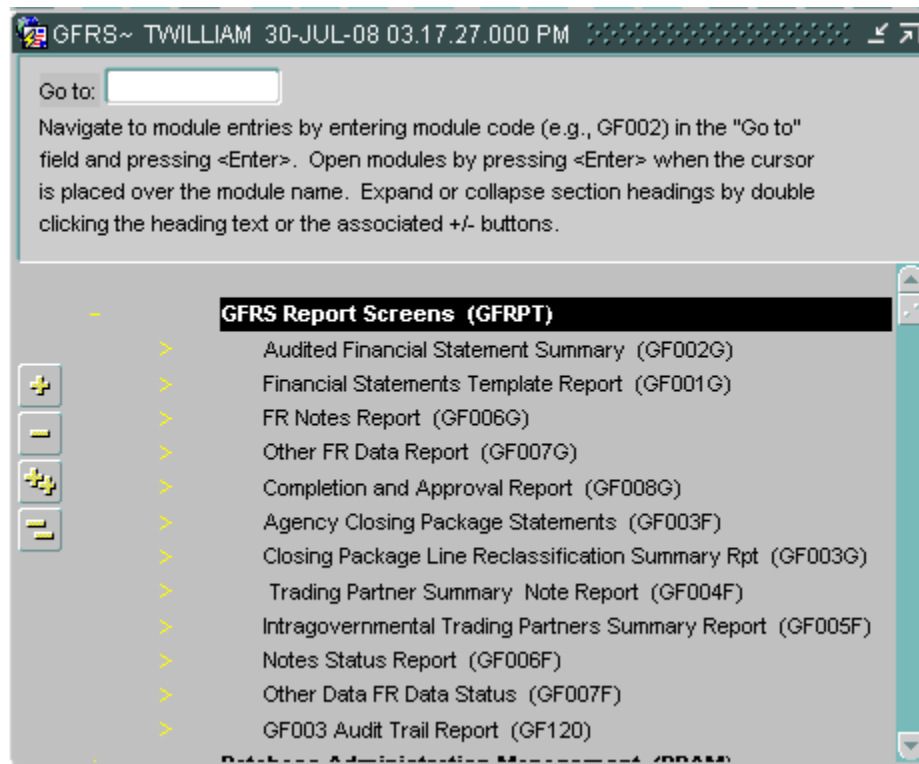 GFRS~ TWILLIAM 30-JUL-08 03.17.27.000 PM
Go to:
Navigate to module entries by entering module code (e.g., GF002) in the "Go to"
field and pressing <Enter>. Open modules by pressing <Enter> when the cursor
is placed over the module name. Expand or collapse section headings by double
clicking the heading text or the associated +/- buttons.
- GFRS Report Screens (GFRPT)
> Audited Financial Statement Summary (GF002G)
> Financial Statements Template Report (GF001G)
> FR Notes Report (GF006G)
> Other FR Data Report (GF007G)
> Completion and Approval Report (GF008G)
> Agency Closing Package Statements (GF003F)
> Closing Package Line Reclassification Summary Rpt (GF003G)
> Trading Partner Summary Note Report (GF004F)
> Intragovernmental Trading Partners Summary Report (GF005F)
> Notes Status Report (GF006F)
> Other Data FR Data Status (GF007F)
> GF003 Audit Trail Report (GF120)
Database Administration Management